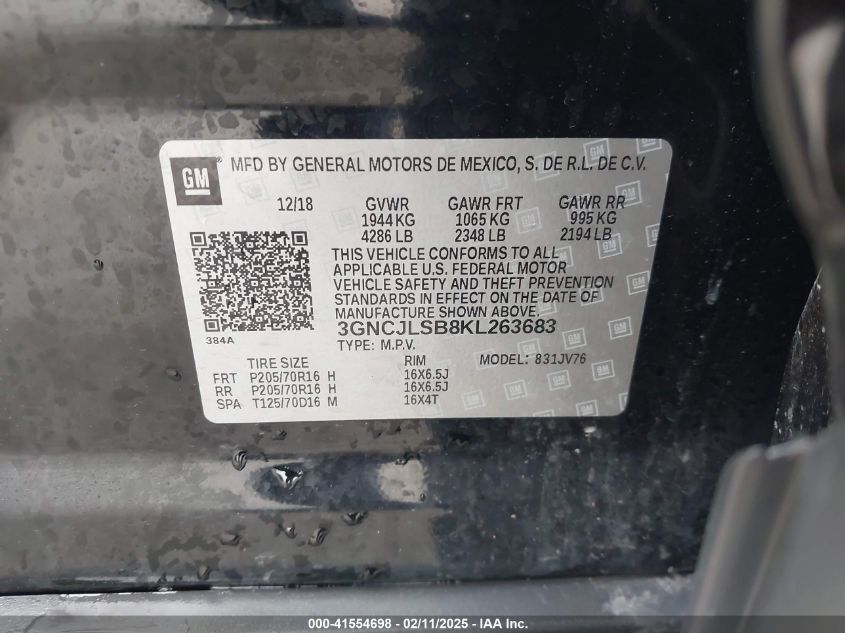 GM
MFD BY GENERAL MOTORS DE MEXICO, S. DE R.L. DE C.V.
12/18 GVWR GAWR FRT GAWR RR
1944 KG 1065 KG 995 KG
4286 LB 2348 LB 2194 LB
THIS VEHICLE CONFORMS TO ALL
APPLICABLE U.S. FEDERAL MOTOR
VEHICLE SAFETY AND THEFT PREVENTION
STANDARDS IN EFFECT ON THE DATE OF
MANUFACTURE SHOWN ABOVE.
3GNCJLSB8KL263683
384A
TYPE: M.P.V. MODEL: 831JV76
TIRE SIZE RIM
FRT P205/70R16 H 16X6.5J
RR P205/70R16 H 16X6.5J
SPA T125/70D16 M 16X4T
000-41554698 - 02/11/2025 - IAA Inc.